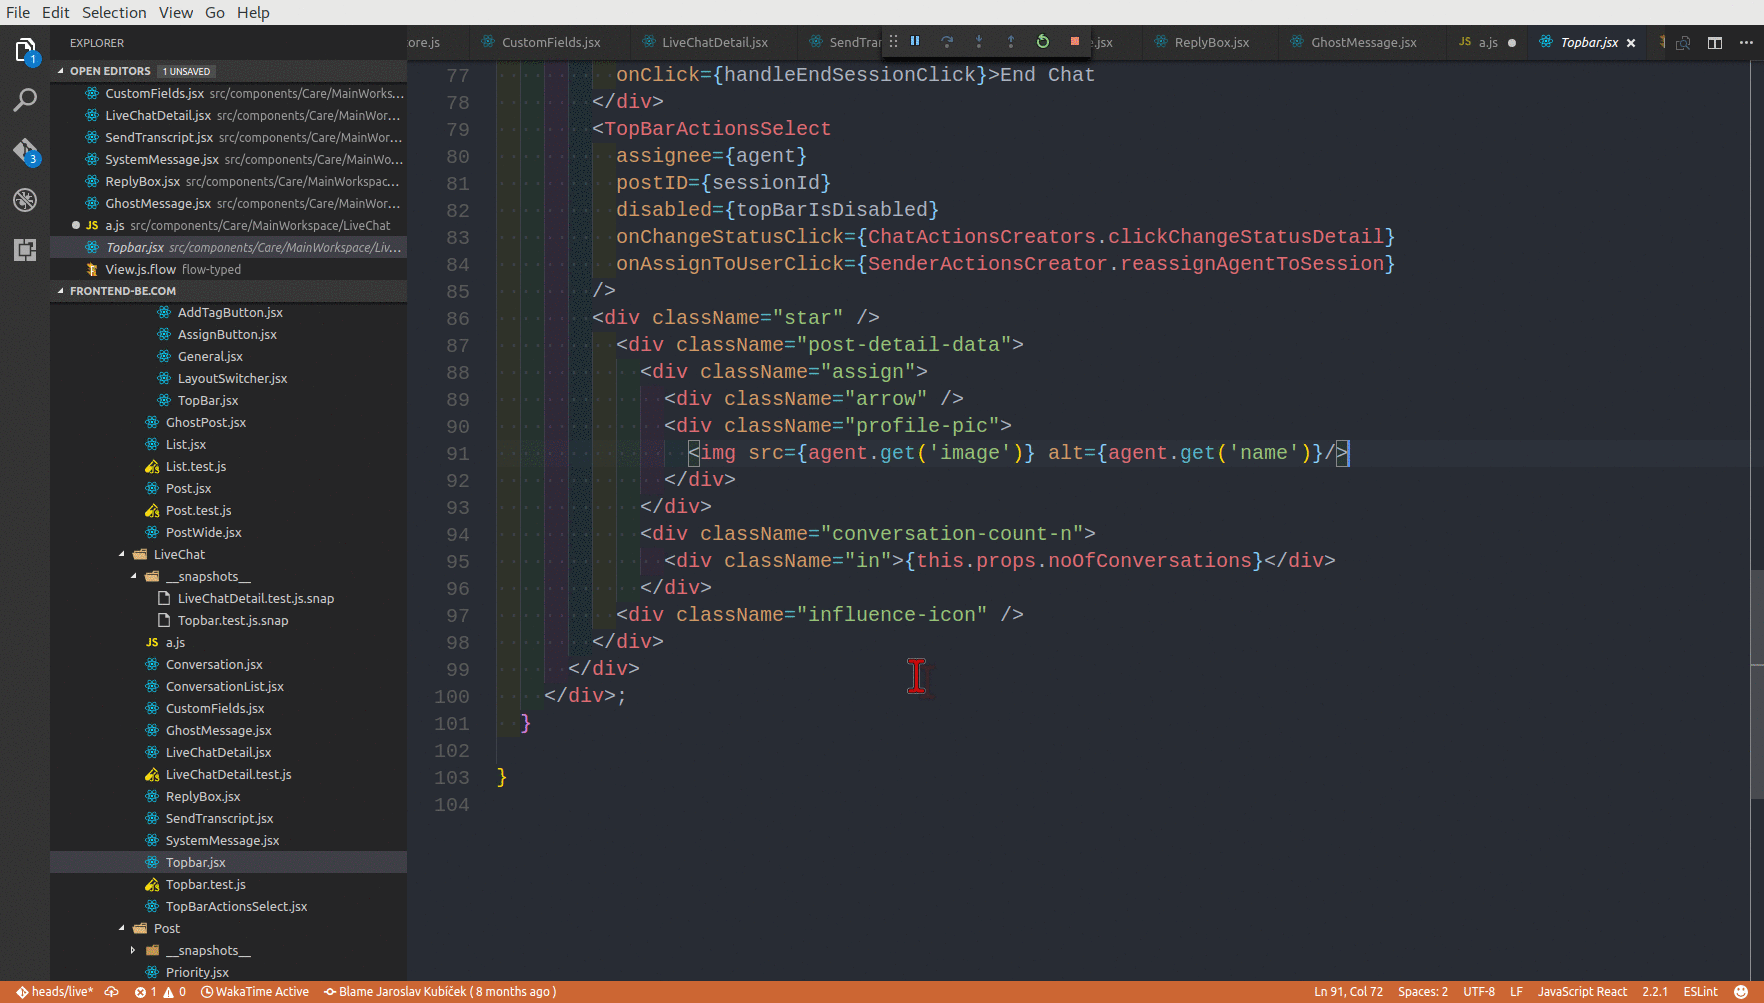 File Edit Selection View Go Help
EXPLORER
OPEN EDITORS 1 UNSAVED
CustomFields.jsx src/components/Care/MainWorks...
LiveChatDetail.jsx src/components/Care/MainWor...
SendTranscript.jsx src/components/Care/MainWor...
SystemMessage.jsx src/components/Care/MainWo...
ReplyBox.jsx src/components/Care/MainWorkspac...
GhostMessage.jsx src/components/Care/MainWor...
JS a.js src/components/Care/MainWorkspace/LiveChat
Topbar.jsx src/components/Care/MainWorkspace/Liv...
View.js.flow flow-typed
FRONTEND-BE.COM
AddTagButton.jsx
AssignButton.jsx
General.jsx
LayoutSwitcher.jsx
TopBar.jsx
GhostPost.jsx
List.jsx
List.test.js
Post.jsx
Post.test.js
PostWide.jsx
LiveChat
__snapshots__
LiveChatDetail.test.js.snap
Topbar.test.js.snap
JS a.js
Conversation.jsx
ConversationList.jsx
CustomFields.jsx
GhostMessage.jsx
LiveChatDetail.jsx
LiveChatDetail.test.js
ReplyBox.jsx
SendTranscript.jsx
SystemMessage.jsx
Topbar.jsx
Topbar.test.js
TopBarActionsSelect.jsx
Post
__snapshots__
Priority.jsx
1
3
ore.js CustomFields.jsx LiveChatDetail.jsx SendTrar e.jsx ReplyBox.jsx GhostMessage.jsx JS a.js Topbar.jsx
77 onClick={handleEndSessionClick}>End Chat
78 </div>
79 <TopBarActionsSelect
80 assignee={agent}
81 postID={sessionId}
82 disabled={topBarIsDisabled}
83 onChangeStatusClick={ChatActionsCreators.clickChangeStatusDetail}
84 onAssignToUserClick={SenderActionsCreator.reassignAgentToSession}
85 />
86 <div className="star" />
87 <div className="post-detail-data">
88 <div className="assign">
89 <div className="arrow" />
90 <div className="profile-pic">
91 <img src={agent.get('image')} alt={agent.get('name')}/>
92 </div>
93 </div>
94 <div className="conversation-count-n">
95 <div className="in">{this.props.noOfConversations}</div>
96 </div>
97 <div className="influence-icon" />
98 </div>
99 </div>
100 </div>;
101 }
102
103 }
104
heads/live* 1 0 WakaTime Active Blame Jaroslav Kubíček ( 8 months ago ) Ln 91, Col 72 Spaces: 2 UTF-8 LF JavaScript React 2.2.1 ESLint